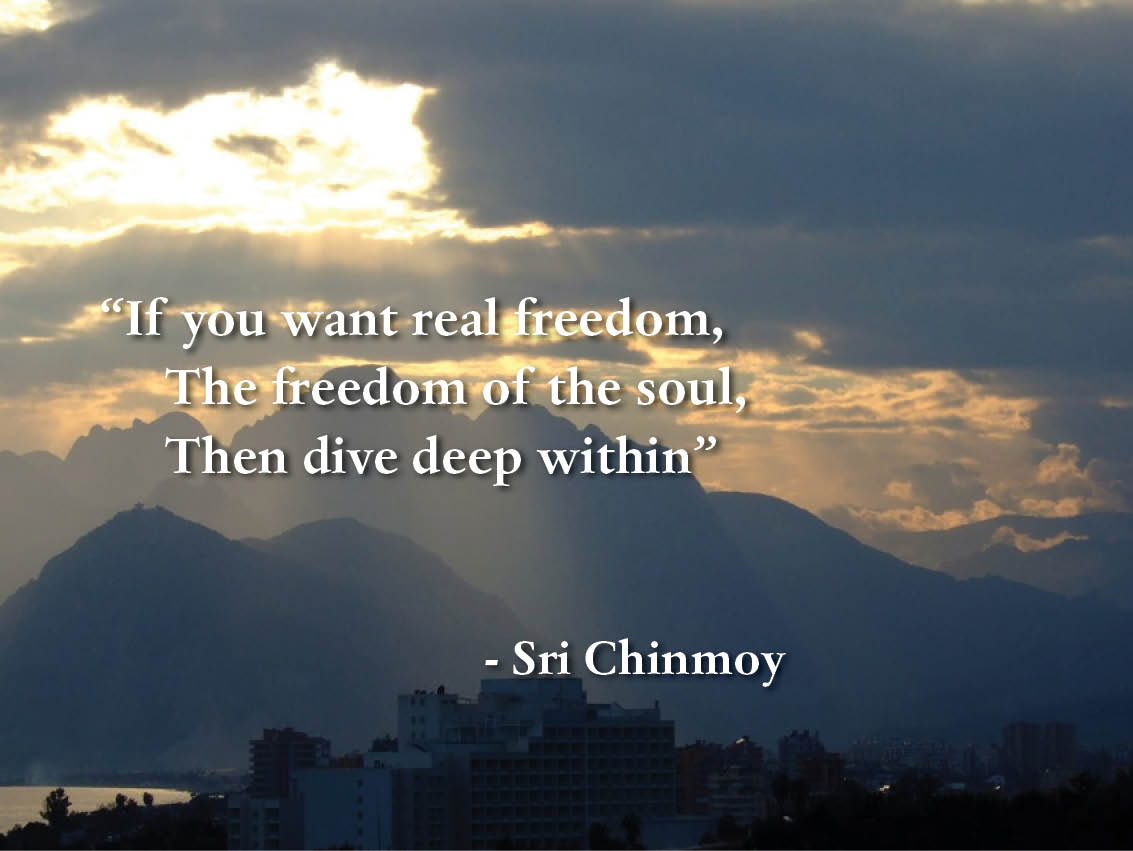 “If you want real freedom,
The freedom of the soul,
Then dive deep within”
- Sri Chinmoy